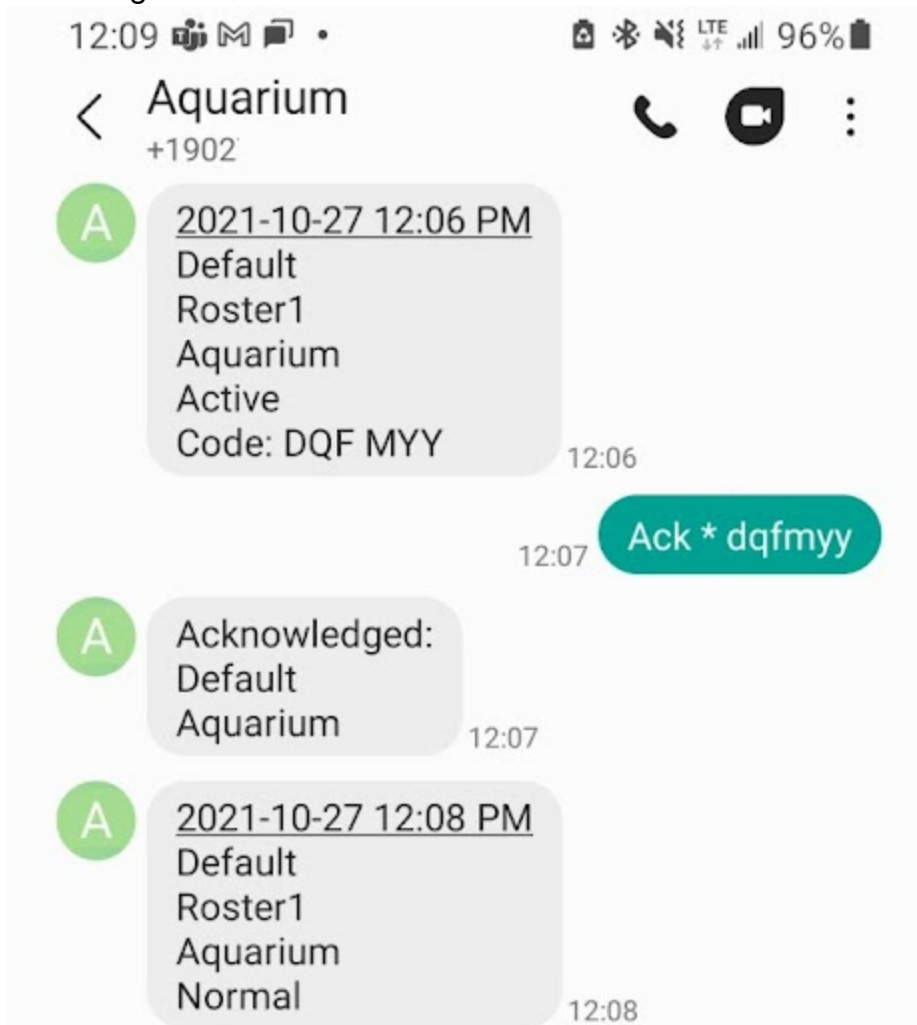 12:09
LTE
96%
Aquarium
+1902
A
2021-10-27 12:06 PM
Default
Roster1
Aquarium
Active
Code: DQF MYY
12:06
12:07
Ack * dqfmyy
A
Acknowledged:
Default
Aquarium
12:07
A
2021-10-27 12:08 PM
Default
Roster1
Aquarium
Normal
12:08